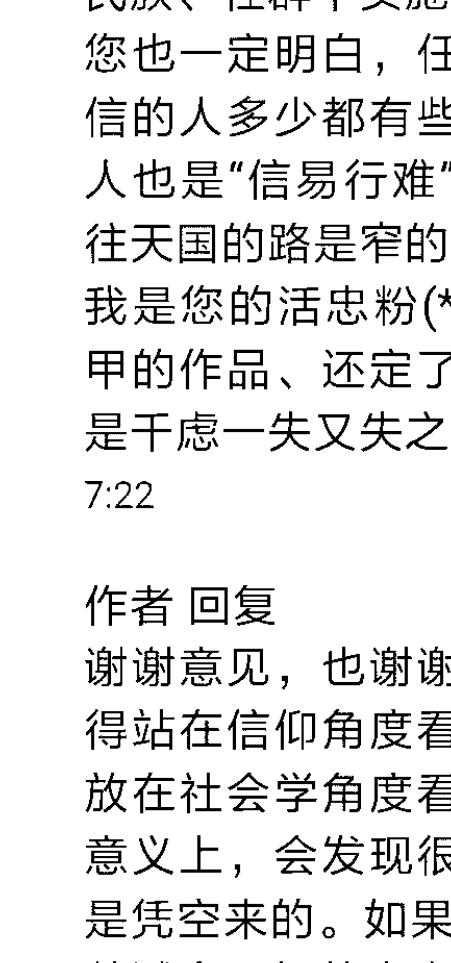 您也一定明白，任
信的人多少都有些
人也是“信易行难”
往天国的路是窄的
我是您的活忠粉(*
甲的作品、还定了
是千虑一失又失之
7:22
作者 回复
谢谢意见，也谢谢
得站在信仰角度看
放在社会学角度看
意义上，会发现很
是凭空来的。如果